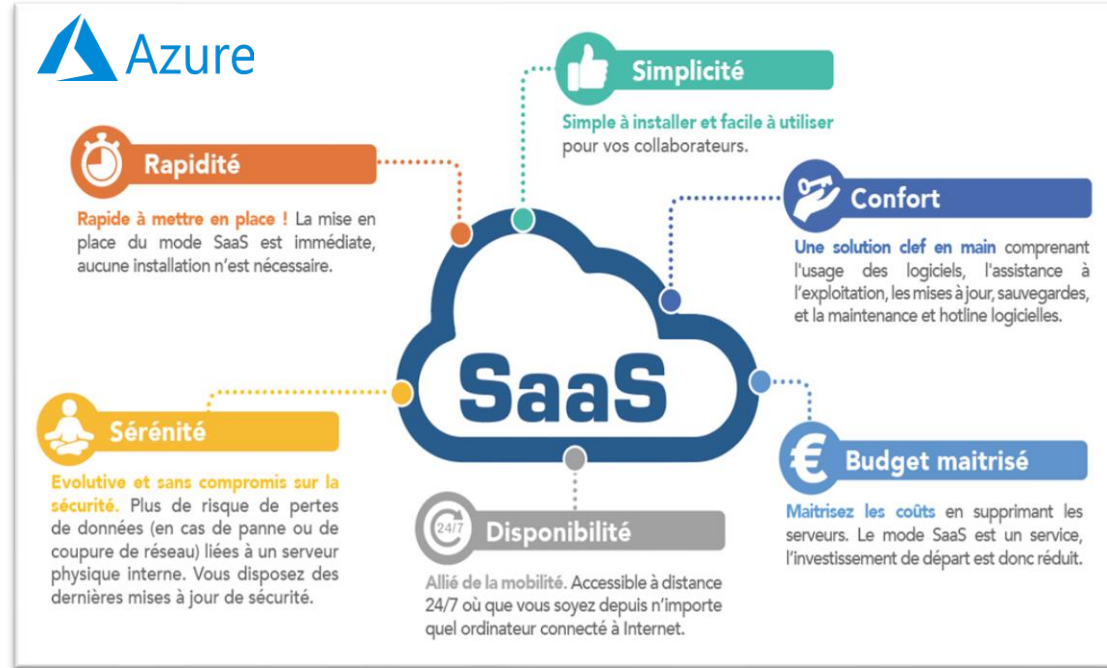 Azure
Simplicité
Simple à installer et facile à utiliser
pour vos collaborateurs.
Rapidité
Rapide à mettre en place ! La mise en
place du mode SaaS est immédiate,
aucune installation n’est nécessaire.
Confort
Une solution clef en main comprenant
l'usage des logiciels, l'assistance à
l’exploitation, les mises à jour, sauvegardes,
et la maintenance et hotline logicielles.
SaaS
Sérénité
Evolutive et sans compromis sur la
sécurité. Plus de risque de pertes
de données (en cas de panne ou de
coupure de réseau) liées à un serveur
physique interne. Vous disposez des
dernières mises à jour de sécurité.
24/7
Disponibilité
Allié de la mobilité. Accessible à distance
24/7 où que vous soyez depuis n’importe
quel ordinateur connecté à Internet.
€
Budget maitrisé
Maitrisez les coûts en supprimant les
serveurs. Le mode SaaS est un service,
l’investissement de départ est donc réduit.